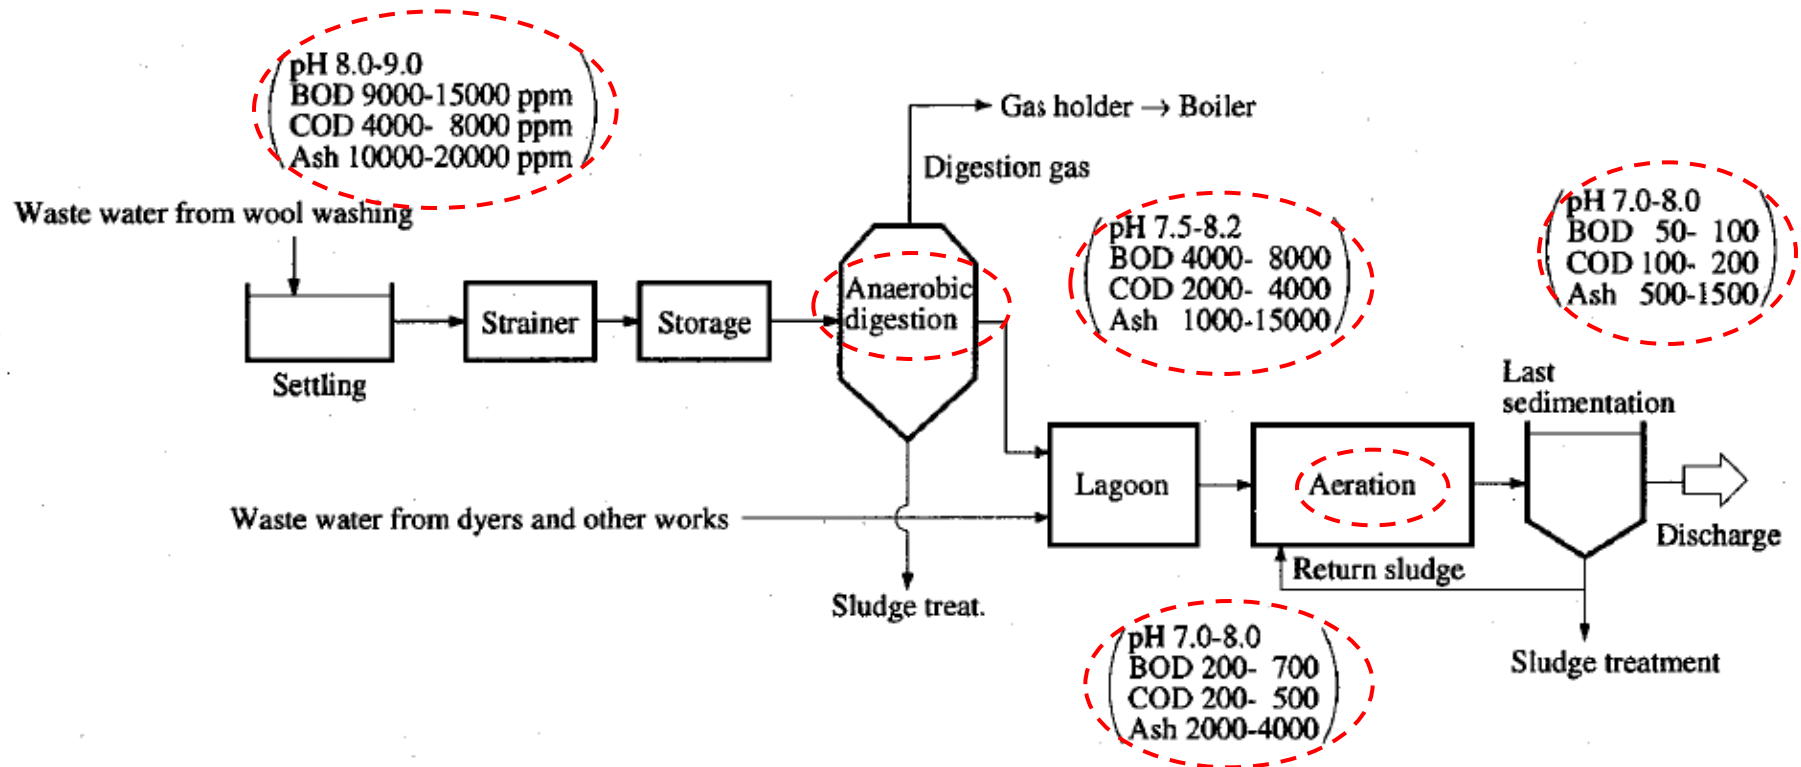 pH 8.0-9.0
BOD 9000-15000 ppm
COD 4000- 8000 ppm
Ash 10000-20000 ppm
Waste water from wool washing
Settling
Strainer
Storage
Anaerobic
digestion
Gas holder → Boiler
Digestion gas
pH 7.5-8.2
BOD 4000- 8000
COD 2000- 4000
Ash 1000-15000
pH 7.0-8.0
BOD 50- 100
COD 100- 200
Ash 500-1500
Last
sedimentation
Lagoon
Aeration
Discharge
Waste water from dyers and other works
Return sludge
Sludge treat.
pH 7.0-8.0
BOD 200- 700
COD 200- 500
Ash 2000-4000
Sludge treatment